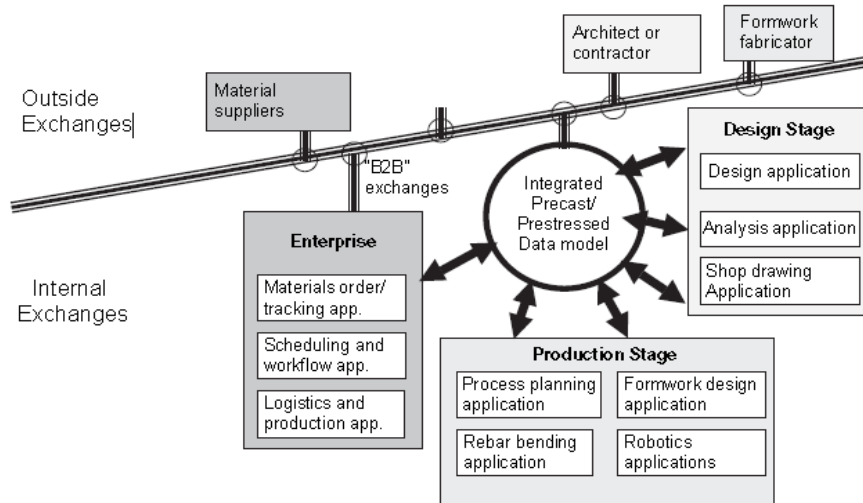 Formwork
fabricator
Architect or
contractor
Material
suppliers
Outside
Exchanges
"B2B"
exchanges
Integrated
Precast/
Prestressed
Data model
Design Stage
Design application
Analysis application
Shop drawing
Application
Internal
Exchanges
Enterprise
Materials order/
tracking app.
Scheduling and
workflow app.
Logistics and
production app.
Production Stage
Process planning
application
Formwork design
application
Rebar bending
application
Robotics
applications